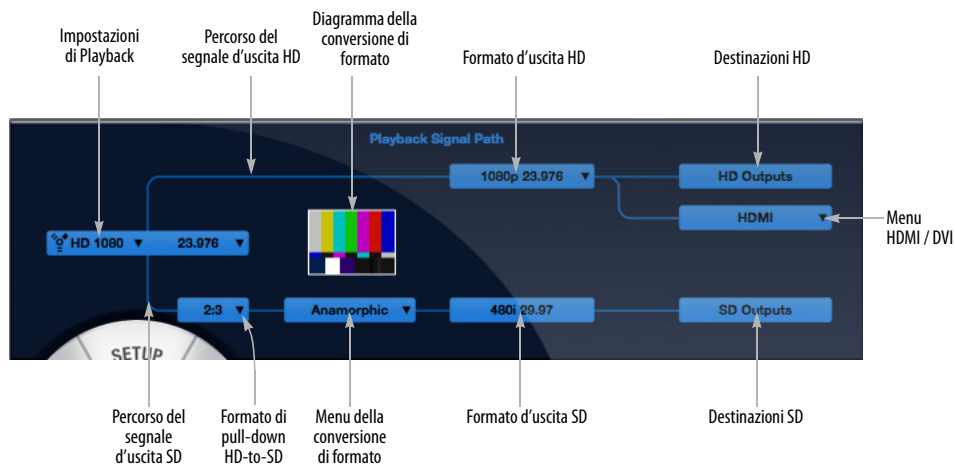 Diagramma della
conversione di
formato
Impostazioni
di Playback
Percorso del
segnale d'uscita HD
Formato d'uscita HD
Destinazioni HD
Playback Signal Path
1080p 23.976
HD Outputs
HDMI
Menu
HDMI / DVI
HD 1080
23.976
2:3
Anamorphic
480i 29.97
SD Outputs
SETUP
Percorso del
segnale
d'uscita SD
Formato di
pull-down
HD-to-SD
Menu della
conversione
di formato
Formato d'uscita SD
Destinazioni SD